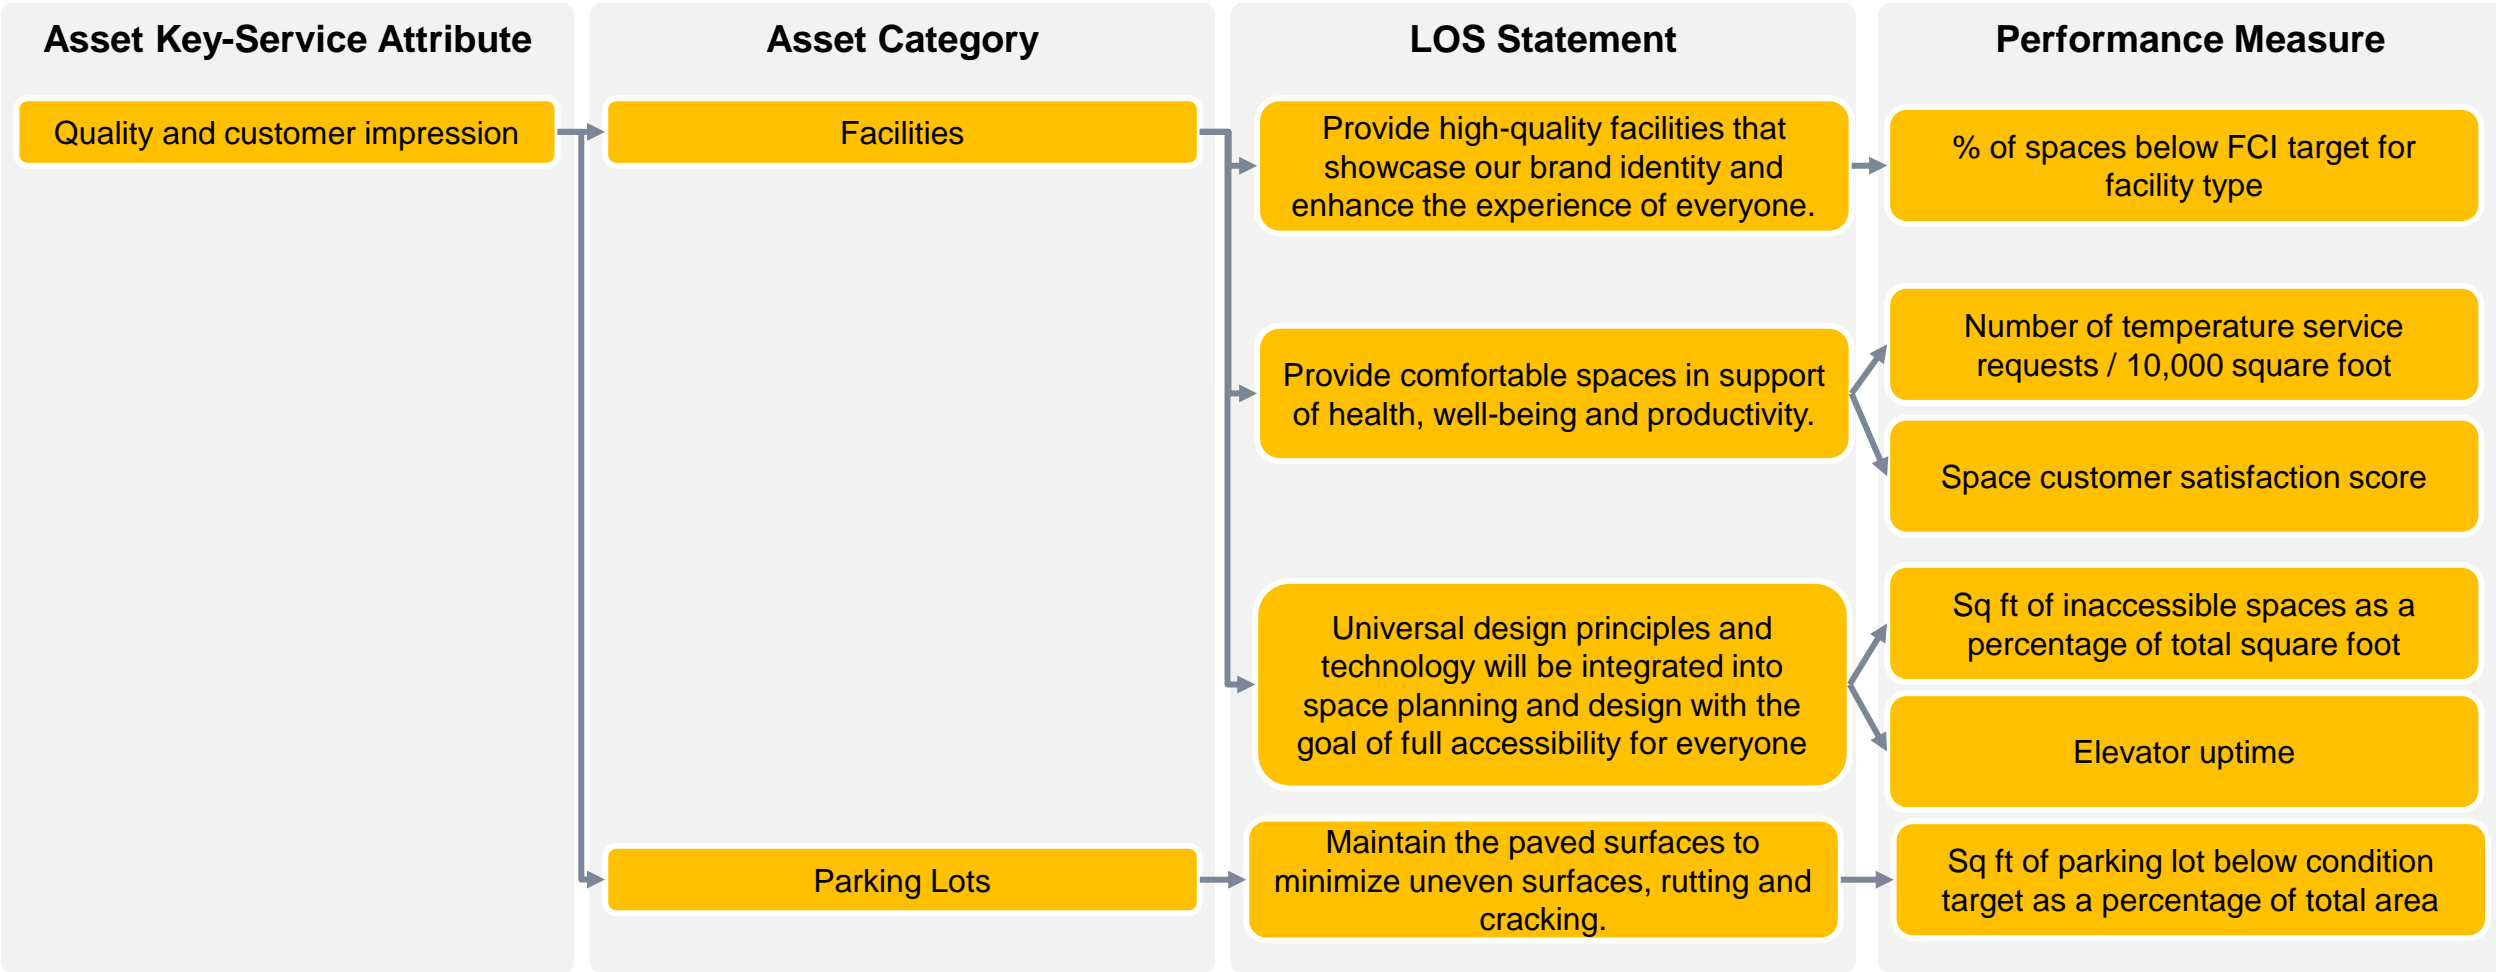 Asset Key-Service Attribute
Asset Category
LOS Statement
Performance Measure
Quality and customer impression
Facilities
Provide high-quality facilities that
showcase our brand identity and
enhance the experience of everyone.
% of spaces below FCI target for
facility type
Provide comfortable spaces in support
of health, well-being and productivity.
Number of temperature service
requests / 10,000 square foot
Space customer satisfaction score
Universal design principles and
technology will be integrated into
space planning and design with the
goal of full accessibility for everyone
Sq ft of inaccessible spaces as a
percentage of total square foot
Elevator uptime
Parking Lots
Maintain the paved surfaces to
minimize uneven surfaces, rutting and
cracking.
Sq ft of parking lot below condition
target as a percentage of total area